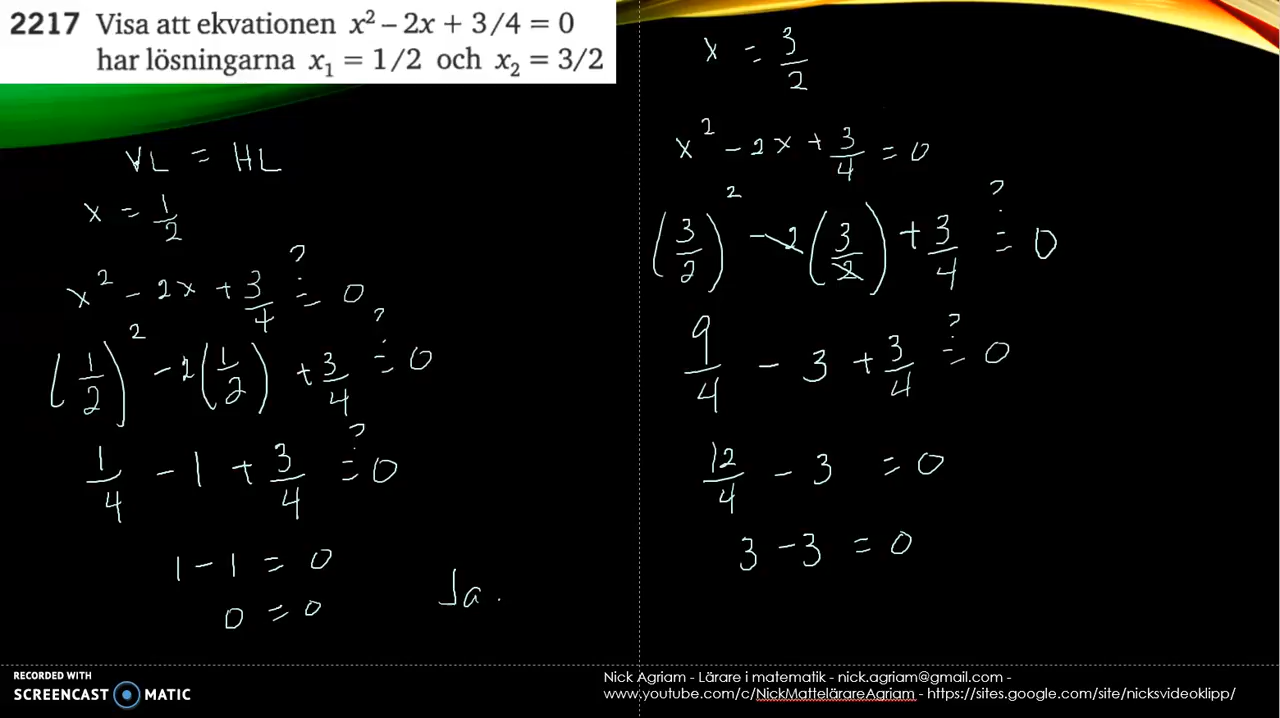 2217 Visa att ekvationen x² – 2x + 3/4 = 0
har lösningarna x₁ = 1/2 och x₂ = 3/2
VL = HL
x = 1/2
x² – 2x + 3/4 ?= 0
(1/2)² – 2(1/2) + 3/4 ?= 0
1/4 – 1 + 3/4 ?= 0
1 – 1 = 0
0 = 0
Ja.
x = 3/2
x² – 2x + 3/4 = 0
(3/2)² – 2(3/2) + 3/4 ?= 0
9/4 – 3 + 3/4 ?= 0
12/4 – 3 = 0
3 – 3 = 0
RECORDED WITH
SCREENCAST MATIC
Nick Agriam - Lärare i matematik - nick.agriam@gmail.com -
www.youtube.com/c/NickMattelärareAgriam - https://sites.google.com/site/nicksvideoklipp/